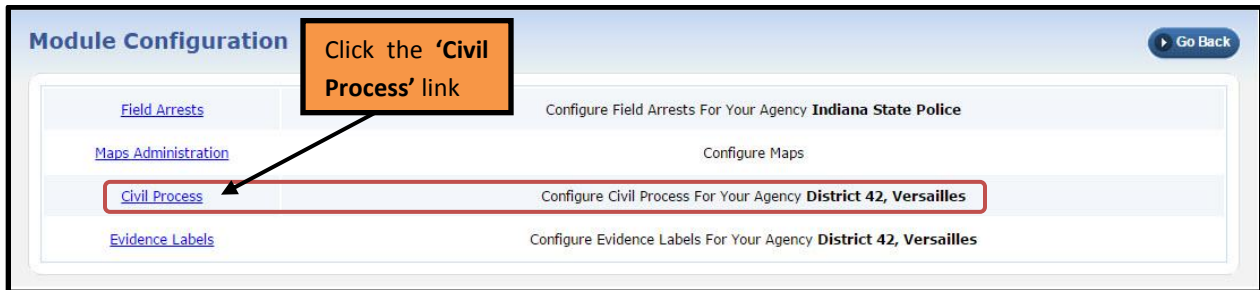 Module Configuration
Click the ‘Civil
Process’ link
Go Back
Field Arrests Configure Field Arrests For Your Agency Indiana State Police
Maps Administration Configure Maps
Civil Process Configure Civil Process For Your Agency District 42, Versailles
Evidence Labels Configure Evidence Labels For Your Agency District 42, Versailles